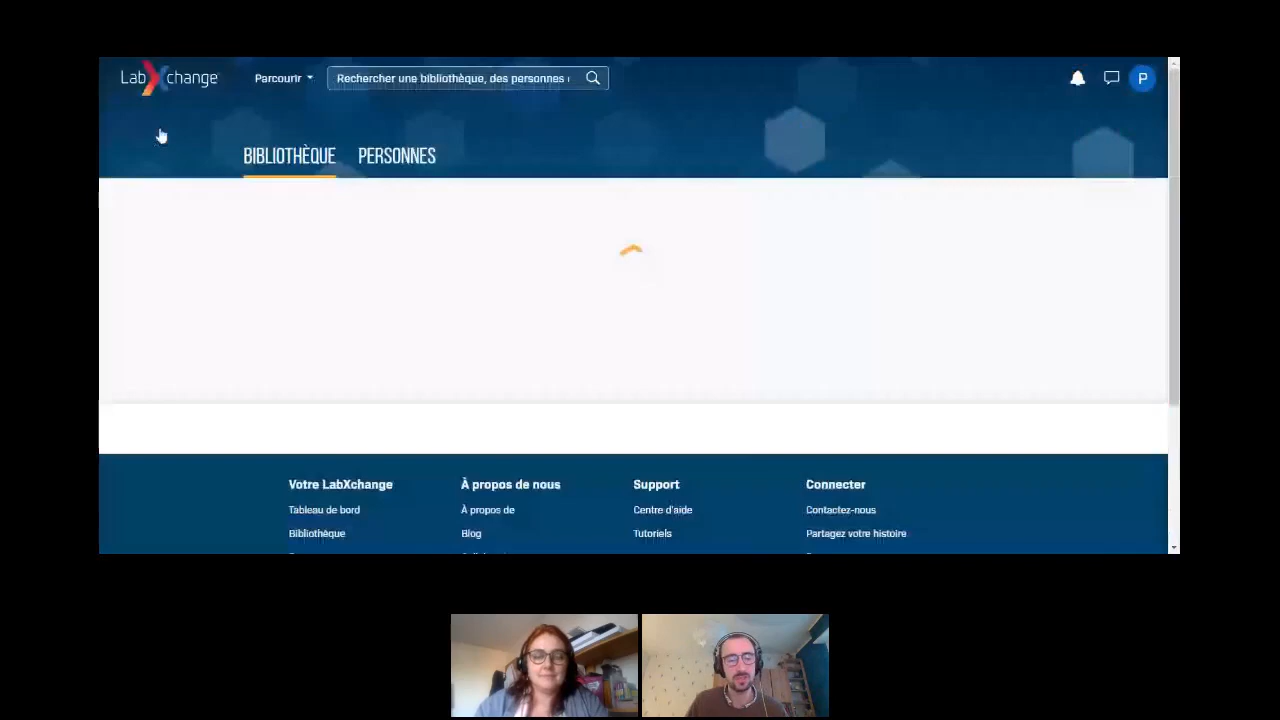 LabXchange
Parcourir
Rechercher une bibliothèque, des personnes
P
BIBLIOTHÈQUE PERSONNES
Votre LabXchange
Tableau de bord
Bibliothèque
À propos de nous
À propos de
Blog
Support
Centre d'aide
Tutoriels
Connecter
Contactez-nous
Partagez votre histoire